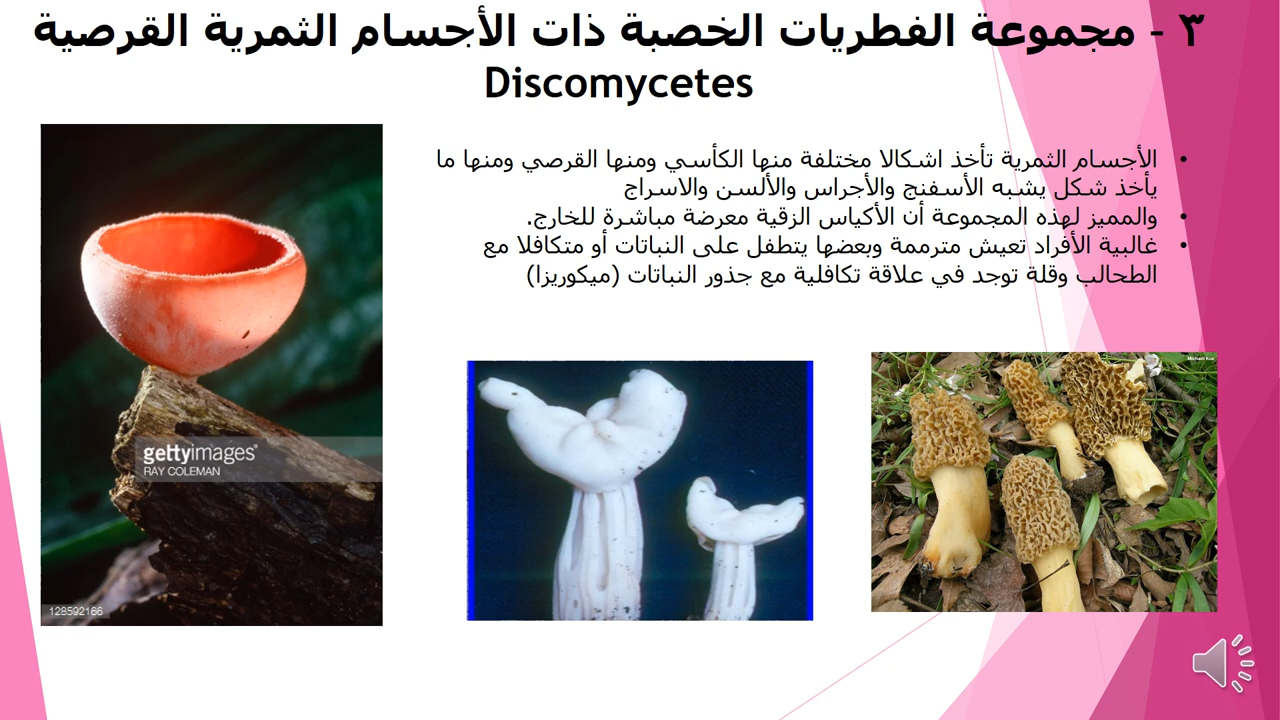 ٣ - مجموعة الفطريات الخصبة ذات الأجسام الثمرية القرصية
Discomycetes
• الأجسام الثمرية تأخذ اشكالا مختلفة منها الكأسي ومنها القرصي ومنها ما
يأخذ شكل يشبه الأسفنج والأجراس والألسن والاسراج
• والمميز لهذه المجموعة أن الأكياس الزقية معرضة مباشرة للخارج.
• غالبية الأفراد تعيش مترممة وبعضها يتطفل على النباتات أو متكافلا مع
الطحالب وقلة توجد في علاقة تكافلية مع جذور النباتات (ميكوريزا)
gettyimages®
RAY COLEMAN
128592166
Michael Kuo